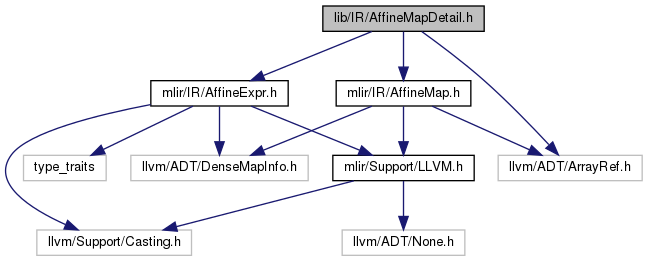 lib/IR/AffineMapDetail.h
mlir/IR/AffineExpr.h
mlir/IR/AffineMap.h
type_traits
llvm/ADT/DenseMapInfo.h
mlir/Support/LLVM.h
llvm/ADT/ArrayRef.h
llvm/Support/Casting.h
llvm/ADT/None.h